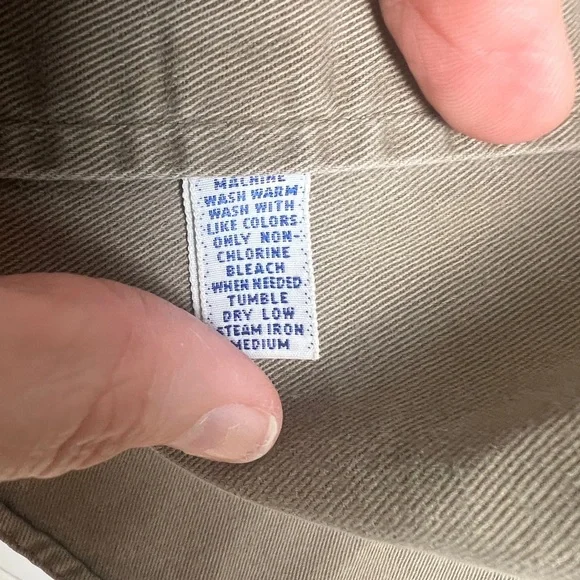 MACHINE
WASH WARM
WASH WITH
LIKE COLORS
ONLY NON-
CHLORINE
BLEACH
WHEN NEEDED
TUMBLE
DRY LOW
STEAM IRON
MEDIUM